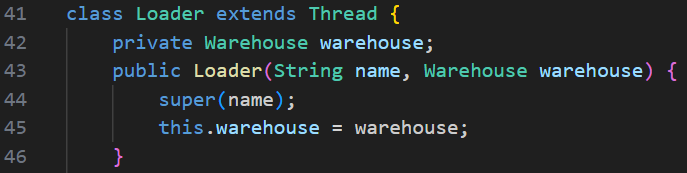 41 class Loader extends Thread {
42     private Warehouse warehouse;
43     public Loader(String name, Warehouse warehouse) {
44         super(name);
45         this.warehouse = warehouse;
46     }